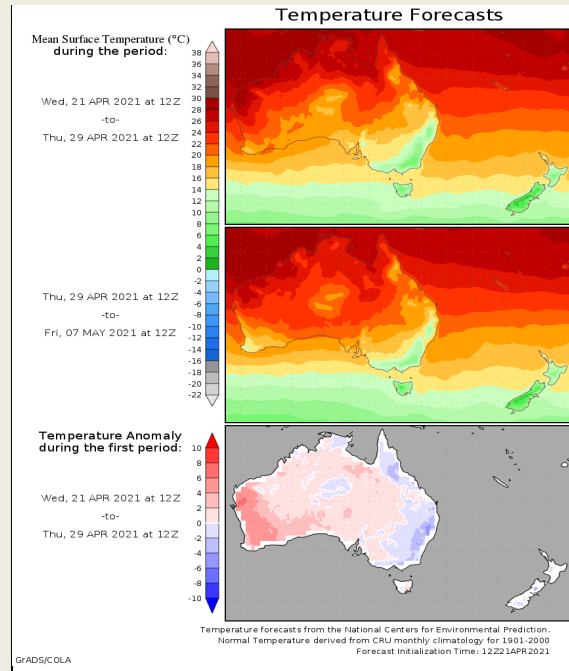 Temperature Forecasts
Mean Surface Temperature (°C)
during the period:
38
36
34
32
30
28
26
24
22
20
18
16
14
12
10
8
6
4
2
0
-2
-4
-6
-8
-10
-12
-14
-16
-18
-20
-22
Wed, 21 APR 2021 at 12Z
-to-
Thu, 29 APR 2021 at 12Z
Thu, 29 APR 2021 at 12Z
-to-
Fri, 07 MAY 2021 at 12Z
Temperature Anomaly
during the first period:
10
8
6
4
2
0
-2
-4
-6
-8
-10
Wed, 21 APR 2021 at 12Z
-to-
Thu, 29 APR 2021 at 12Z
Temperature forecasts from the National Centers for Environmental Prediction.
Normal Temperature derived from CRU monthly climatology for 1901-2000
Forecast Initialization Time: 12Z21APR2021
GrADS/COLA